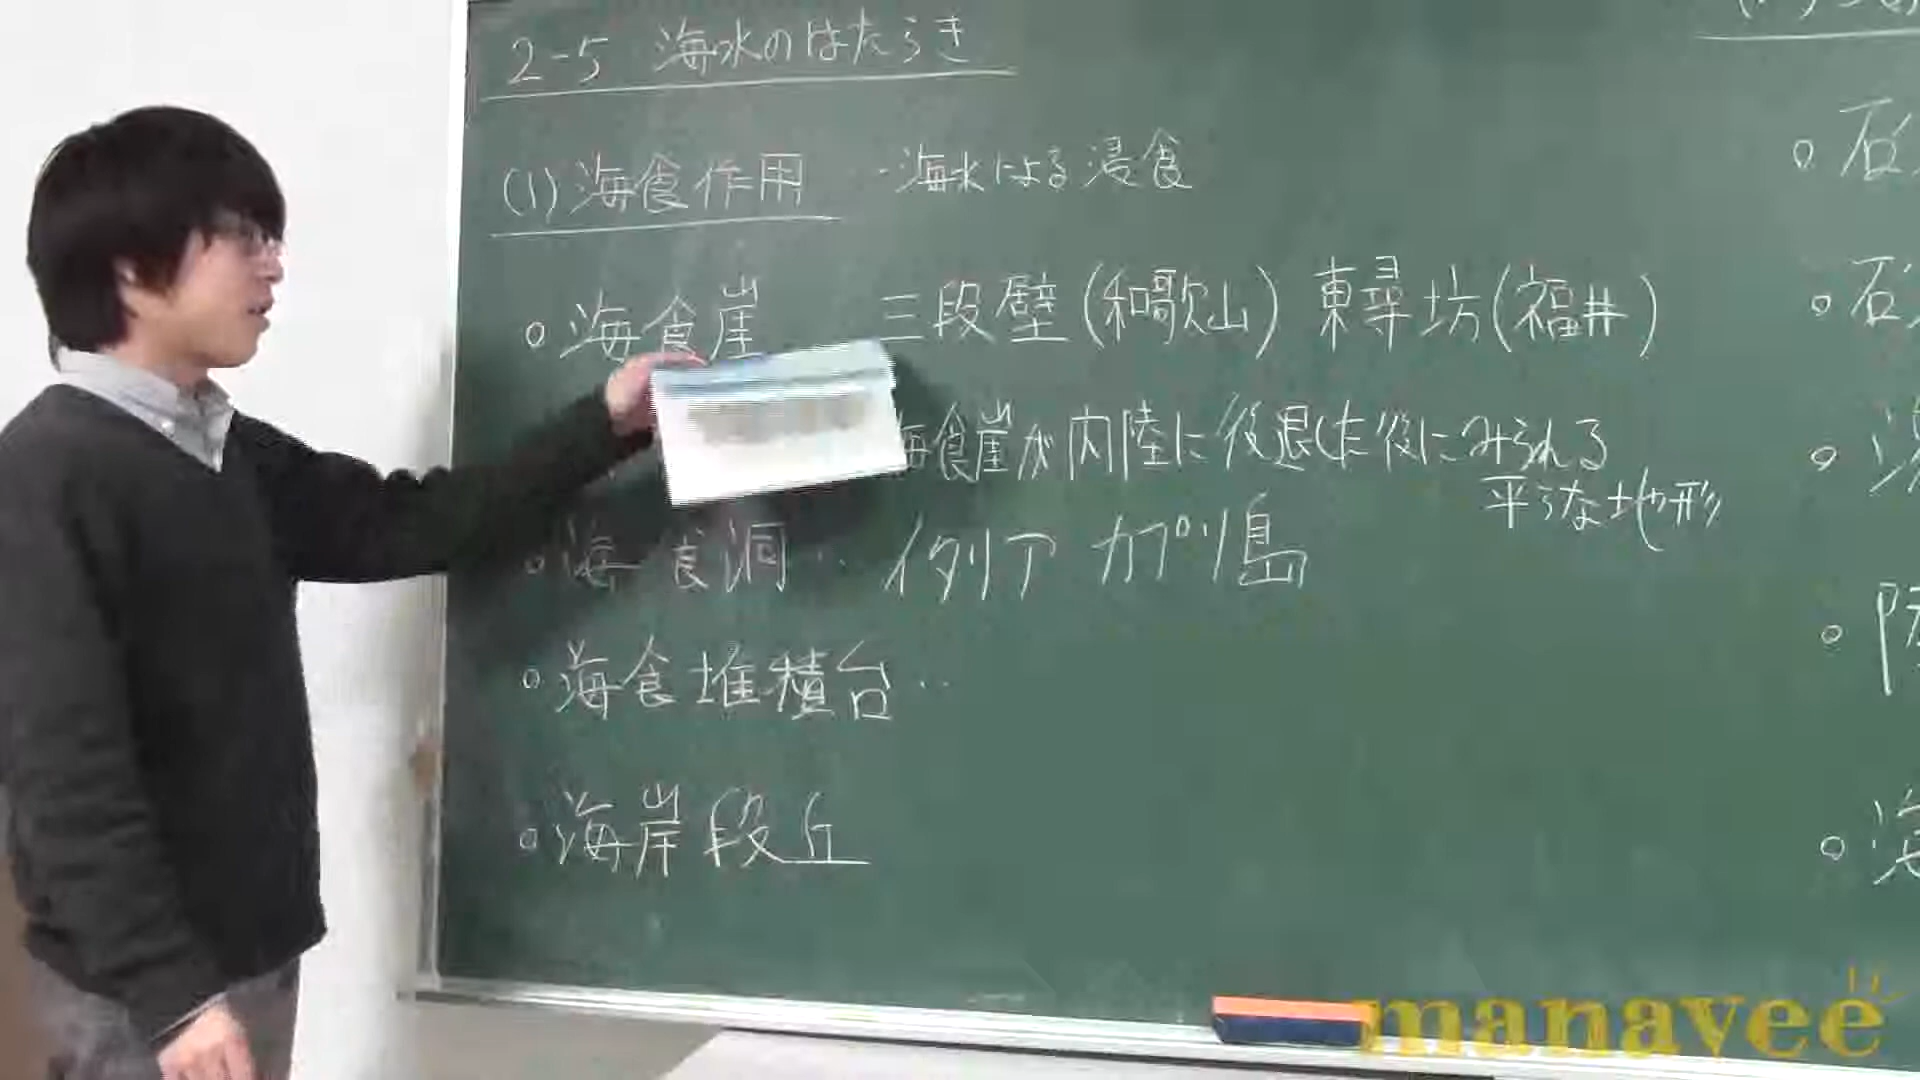 2-5 海水のはたらき
(1)海食作用 ‥海水による浸食
○海食崖 三段壁(和歌山) 東尋坊(福井)
海食崖が内陸に後退した後にみられる
平らな地形
○海食洞‥イタリア カプリ島
○海食堆積台‥
○海岸段丘
○石
○石
○
○
○海
manavee